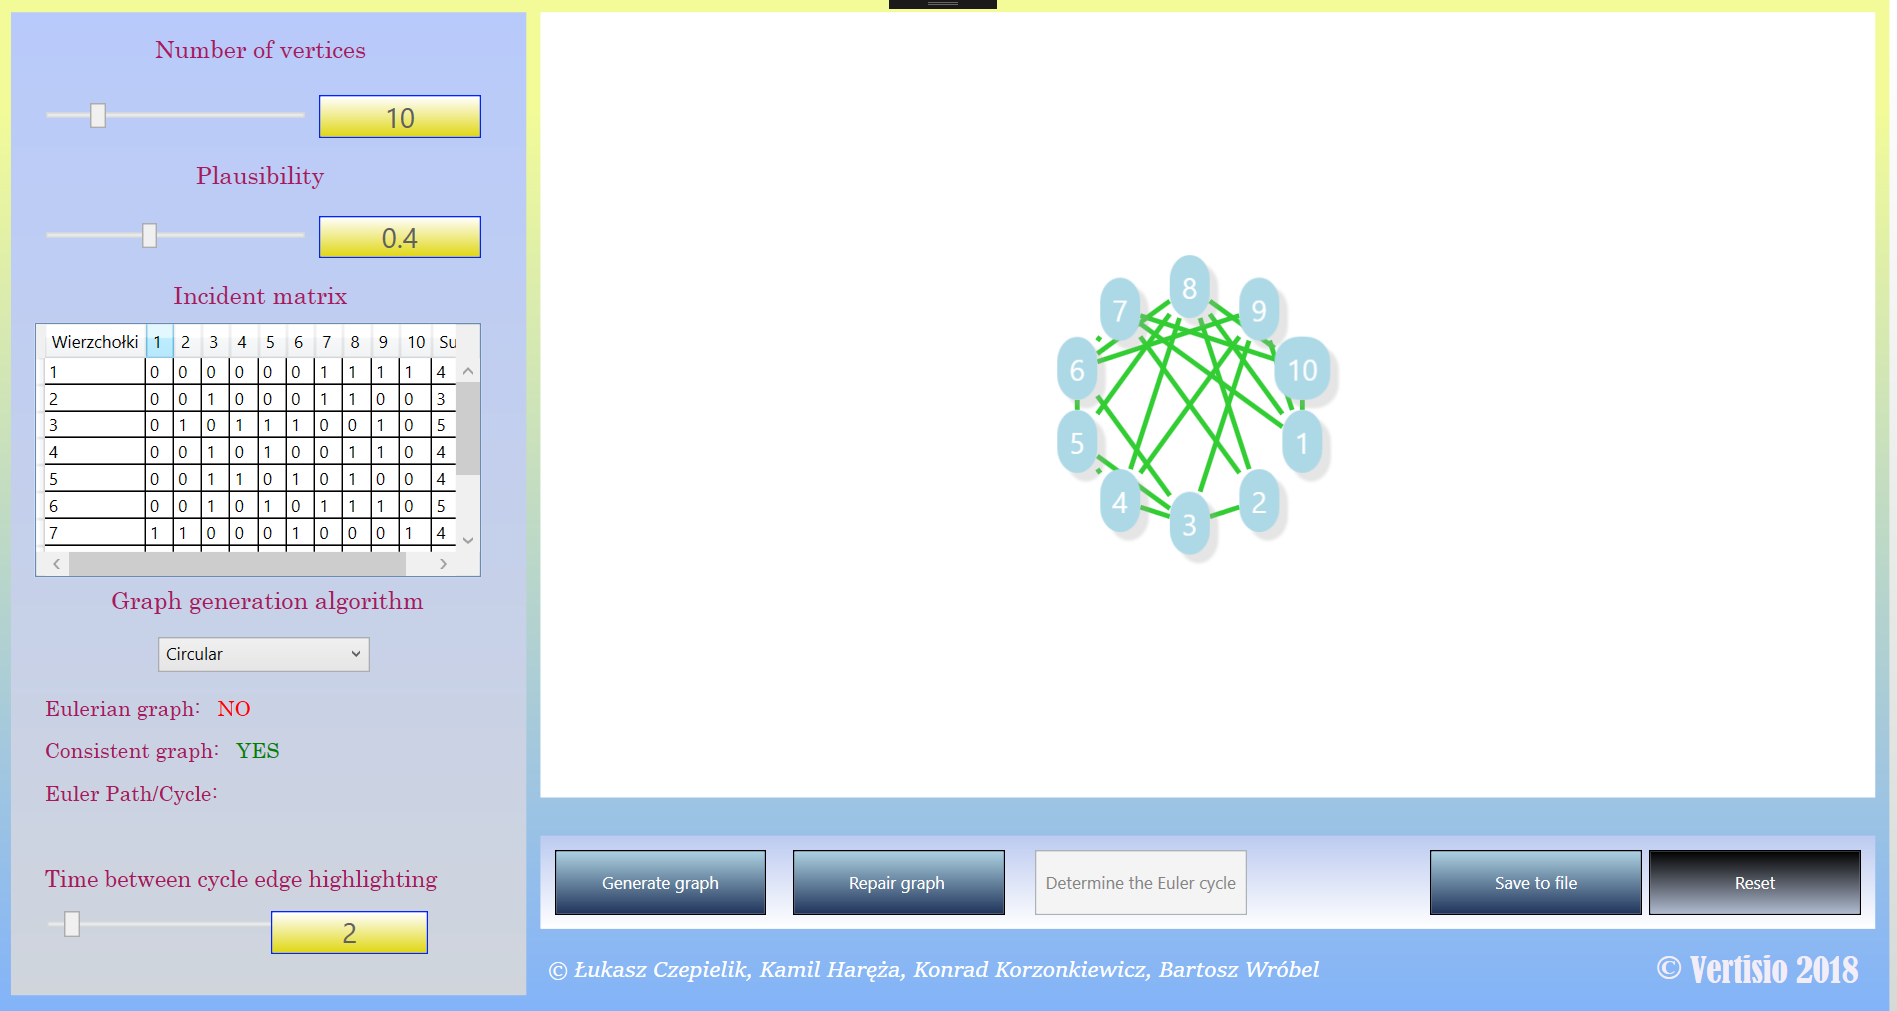 Number of vertices
10
Plausibility
0.4
Incident matrix
Wierzchołki 1 2 3 4 5 6 7 8 9 10 Su
1 0 0 0 0 0 0 1 1 1 1 4
2 0 0 1 0 0 0 1 1 0 0 3
3 0 1 0 1 1 1 0 0 1 0 5
4 0 0 1 0 1 0 0 1 1 0 4
5 0 0 1 1 0 1 0 1 0 0 4
6 0 0 1 0 1 0 1 1 1 0 5
7 1 1 0 0 0 1 0 0 0 1 4
Graph generation algorithm
Circular
Eulerian graph: NO
Consistent graph: YES
Euler Path/Cycle:
Time between cycle edge highlighting
2
8
7
9
6
10
5
1
4
2
3
Generate graph
Repair graph
Determine the Euler cycle
Save to file
Reset
© Łukasz Czepielik, Kamil Haręża, Konrad Korzonkiewicz, Bartosz Wróbel
© Vertisio 2018